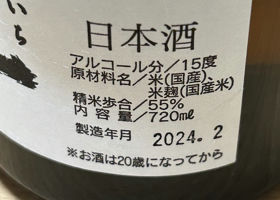 いち
日本酒
アルコール分／15度
原材料名／米(国産)、
米麹(国産米)
精米歩合／55%
内容量／720mℓ
製造年月 2024.2
※お酒は20歳になってから